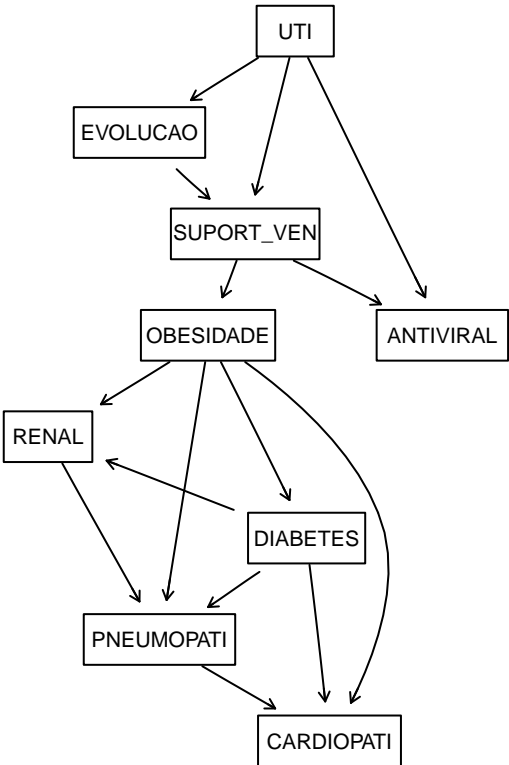 UTI
EVOLUCAO
SUPORT_VEN
OBESIDADE
ANTIVIRAL
RENAL
DIABETES
PNEUMOPATI
CARDIOPATI